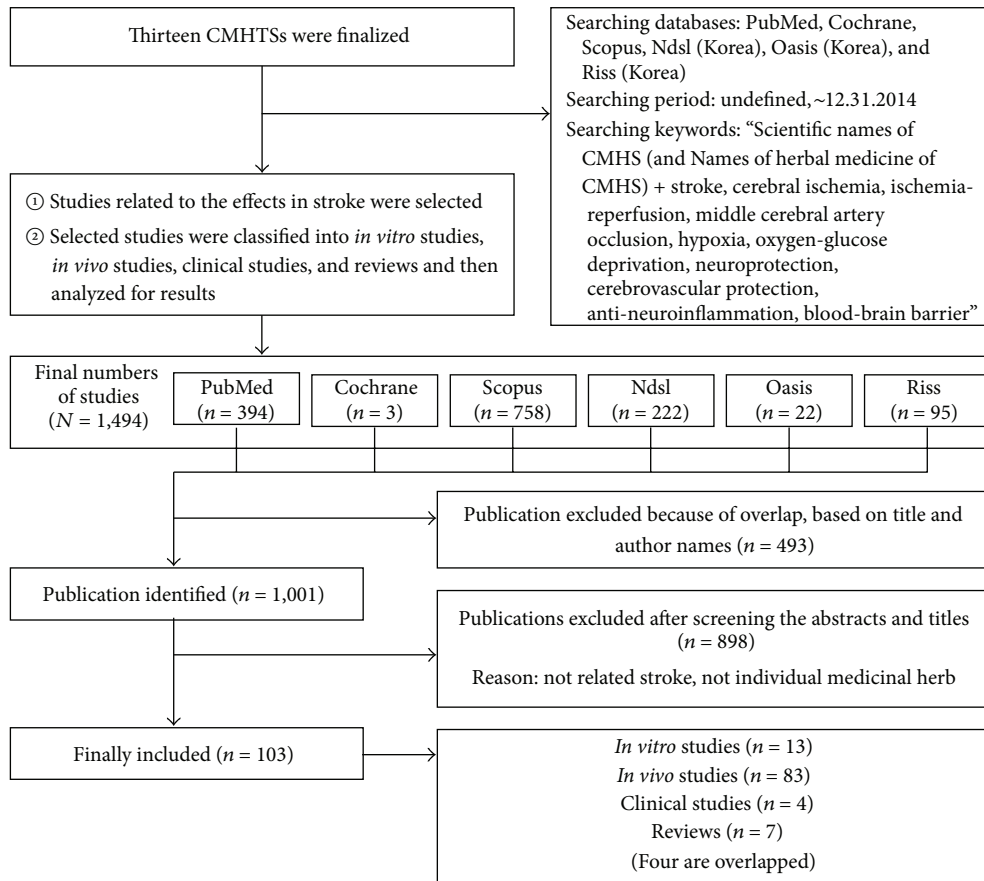 Thirteen CMHTSs were finalized
Searching databases: PubMed, Cochrane,
Scopus, Ndsl (Korea), Oasis (Korea), and
Riss (Korea)
Searching period: undefined,~12.31.2014
Searching keywords: “Scientific names of
CMHS (and Names of herbal medicine of
CMHS) + stroke, cerebral ischemia, ischemia-
reperfusion, middle cerebral artery
occlusion, hypoxia, oxygen-glucose
deprivation, neuroprotection,
cerebrovascular protection,
anti-neuroinflammation, blood-brain barrier”
① Studies related to the effects in stroke were selected
② Selected studies were classified into in vitro studies,
in vivo studies, clinical studies, and reviews and then
analyzed for results
Final numbers
of studies
(N = 1,494)
PubMed
(n = 394)
Cochrane
(n = 3)
Scopus
(n = 758)
Ndsl
(n = 222)
Oasis
(n = 22)
Riss
(n = 95)
Publication excluded because of overlap, based on title and
author names (n = 493)
Publication identified (n = 1,001)
Publications excluded after screening the abstracts and titles
(n = 898)
Reason: not related stroke, not individual medicinal herb
Finally included (n = 103)
In vitro studies (n = 13)
In vivo studies (n = 83)
Clinical studies (n = 4)
Reviews (n = 7)
(Four are overlapped)